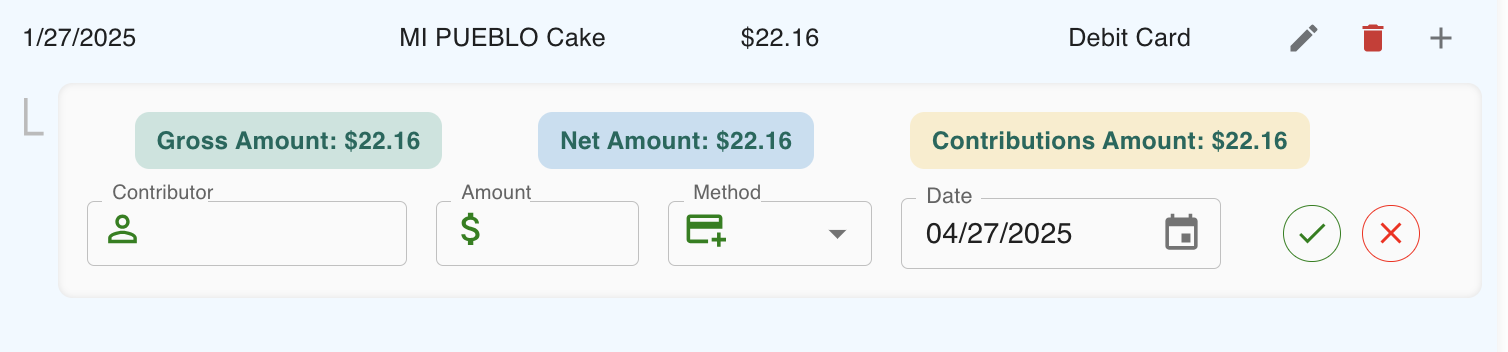 1/27/2025 MI PUEBLO Cake $22.16 Debit Card
Gross Amount: $22.16 Net Amount: $22.16 Contributions Amount: $22.16
Contributor Amount Method Date
$ 04/27/2025